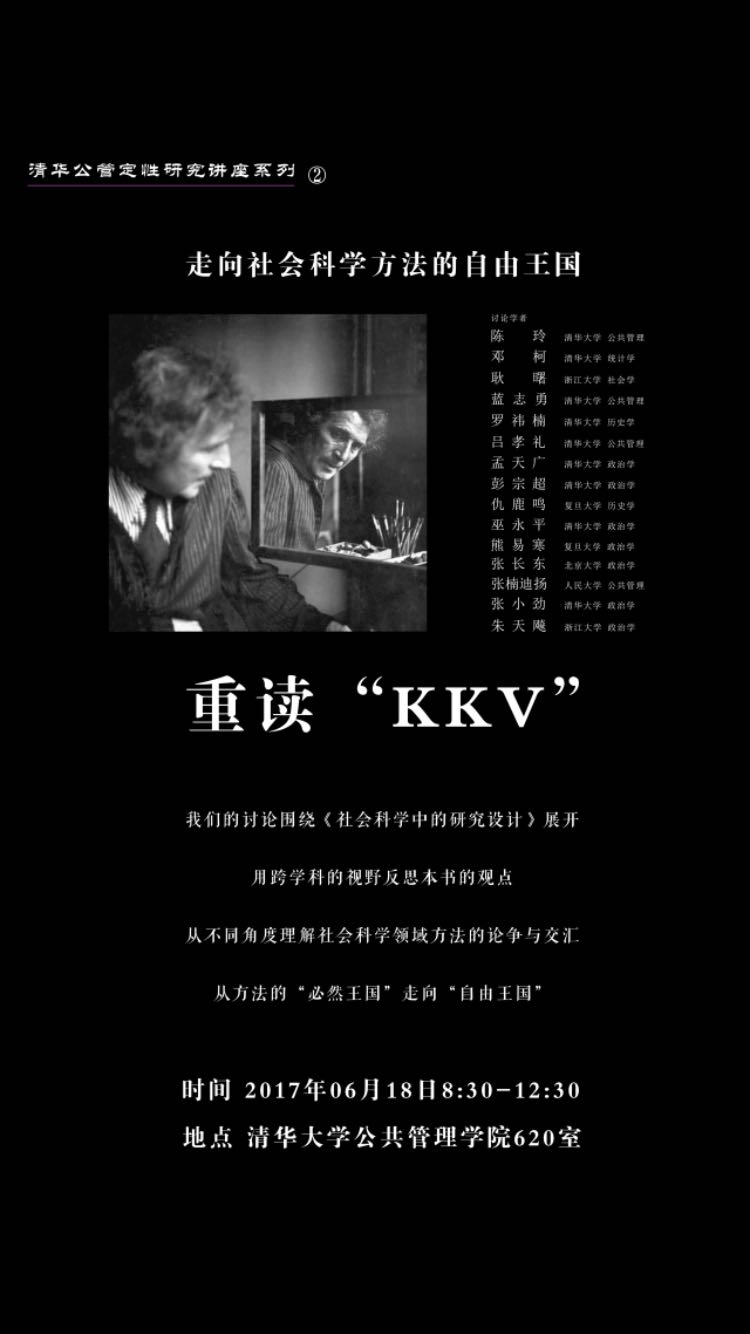 清华公管定性研究讲座系列 ②
走向社会科学方法的自由王国
讨论学者
陈玲 清华大学 公共管理
邓柯 清华大学 统计学
耿曙 浙江大学 社会学
蓝志勇 清华大学 公共管理
罗祎楠 清华大学 历史学
吕孝礼 清华大学 公共管理
孟天广 清华大学 政治学
彭宗超 清华大学 政治学
仇鹿鸣 复旦大学 历史学
巫永平 清华大学 政治学
熊易寒 复旦大学 政治学
张长东 北京大学 政治学
张楠迪扬 人民大学 公共管理
张小劲 清华大学 政治学
朱天飚 浙江大学 政治学
重读“KKV”
我们的讨论围绕《社会科学中的研究设计》展开
用跨学科的视野反思本书的观点
从不同角度理解社会科学领域方法的论争与交汇
从方法的“必然王国”走向“自由王国”
时间 2017年06月18日8:30-12:30
地点 清华大学公共管理学院620室